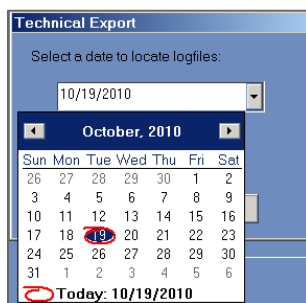 Technical Export
Select a date to locate logfiles:
10/19/2010
October, 2010
Sun Mon Tue Wed Thu Fri Sat
26 27 28 29 30 1 2
3 4 5 6 7 8 9
10 11 12 13 14 15 16
17 18 19 20 21 22 23
24 25 26 27 28 29 30
31 1 2 3 4 5 6
Today: 10/19/2010